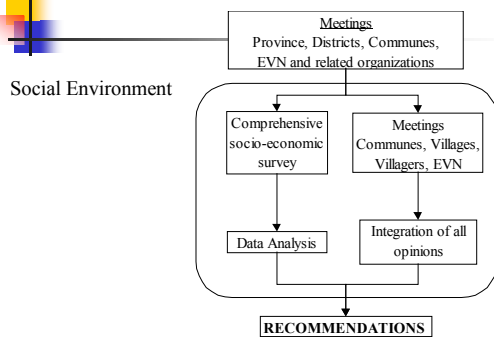 Meetings
Province, Districts, Communes,
EVN and related organizations
Social Environment
Comprehensive
socio-economic
survey
Meetings
Communes, Villages,
Villagers, EVN
Data Analysis
Integration of all
opinions
RECOMMENDATIONS